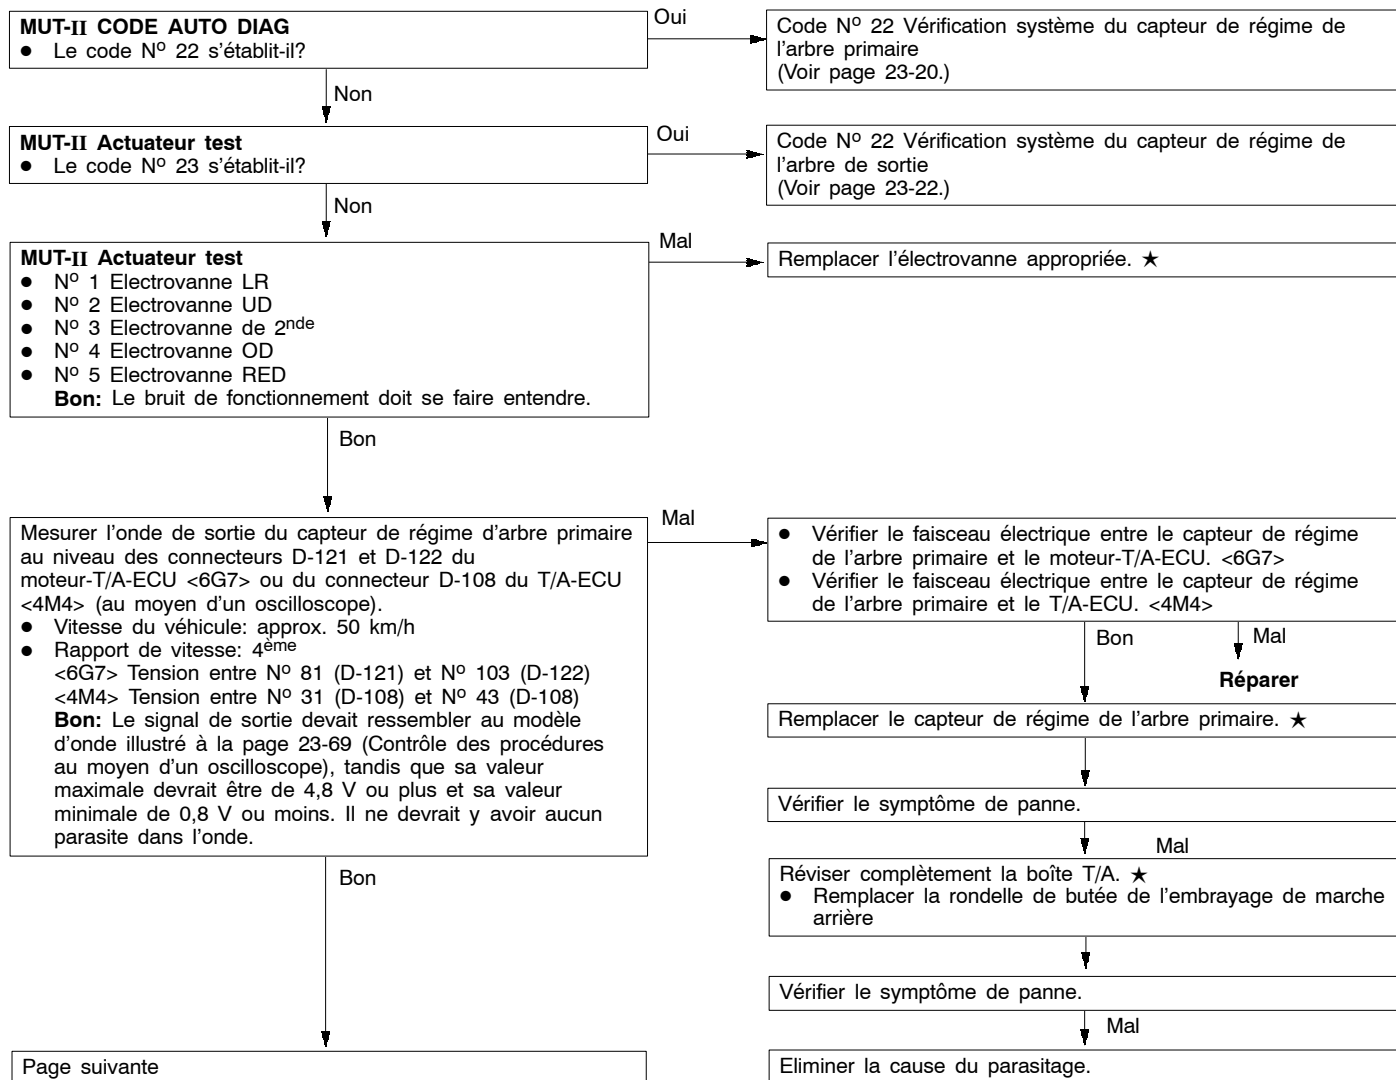 MUT-II CODE AUTO DIAG
● Le code Nº 22 s'établit-il?
Oui
Code Nº 22 Vérification système du capteur de régime de
l'arbre primaire
(Voir page 23-20.)
Non
MUT-II Actuateur test
● Le code Nº 23 s'établit-il?
Oui
Code Nº 22 Vérification système du capteur de régime de
l'arbre de sortie
(Voir page 23-22.)
Non
MUT-II Actuateur test
● Nº 1 Electrovanne LR
● Nº 2 Electrovanne UD
● Nº 3 Electrovanne de 2nde
● Nº 4 Electrovanne OD
● Nº 5 Electrovanne RED
Bon: Le bruit de fonctionnement doit se faire entendre.
Mal
Remplacer l'électrovanne appropriée. ★
Bon
Mesurer l'onde de sortie du capteur de régime d'arbre primaire
au niveau des connecteurs D-121 et D-122 du
moteur-T/A-ECU <6G7> ou du connecteur D-108 du T/A-ECU
<4M4> (au moyen d'un oscilloscope).
● Vitesse du véhicule: approx. 50 km/h
● Rapport de vitesse: 4ème
<6G7> Tension entre Nº 81 (D-121) et Nº 103 (D-122)
<4M4> Tension entre Nº 31 (D-108) et Nº 43 (D-108)
Bon: Le signal de sortie devait ressembler au modèle
d'onde illustré à la page 23-69 (Contrôle des procédures
au moyen d'un oscilloscope), tandis que sa valeur
maximale devrait être de 4,8 V ou plus et sa valeur
minimale de 0,8 V ou moins. Il ne devrait y avoir aucun
parasite dans l'onde.
Mal
● Vérifier le faisceau électrique entre le capteur de régime
de l'arbre primaire et le moteur-T/A-ECU. <6G7>
● Vérifier le faisceau électrique entre le capteur de régime
de l'arbre primaire et le T/A-ECU. <4M4>
Bon
Mal
Réparer
Remplacer le capteur de régime de l'arbre primaire. ★
Vérifier le symptôme de panne.
Mal
Réviser complètement la boîte T/A. ★
● Remplacer la rondelle de butée de l'embrayage de marche
arrière
Vérifier le symptôme de panne.
Mal
Eliminer la cause du parasitage.
Bon
Page suivante